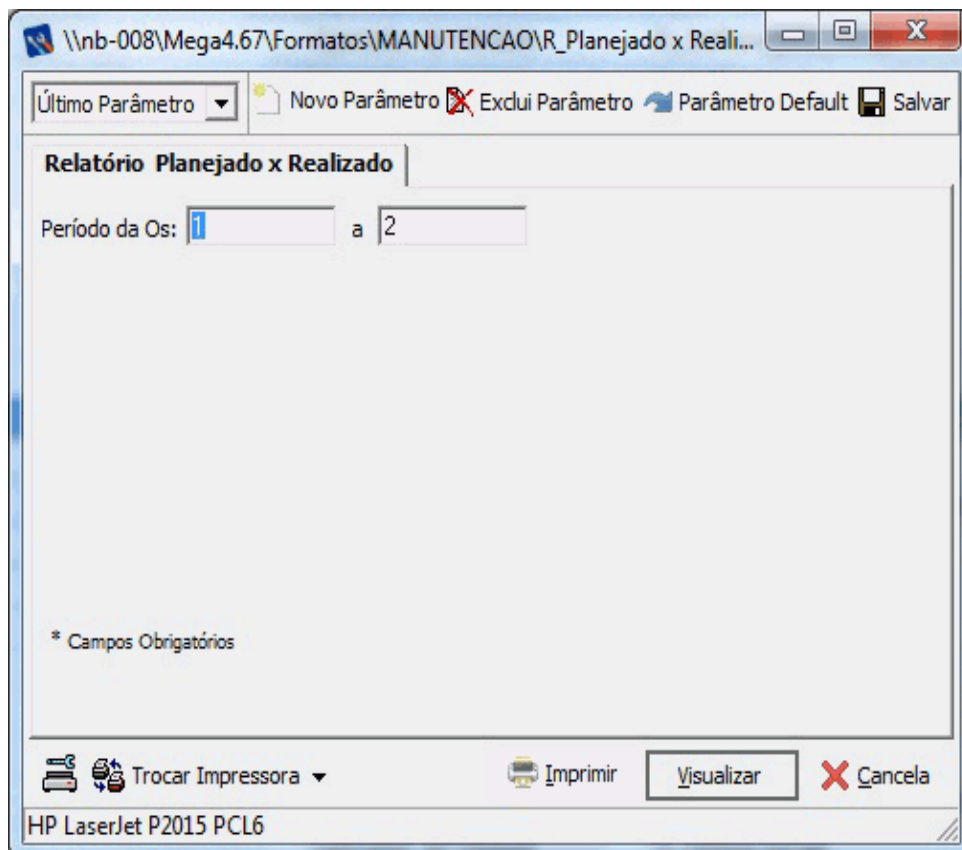 \\nb-008\Mega4.67\Formatos\MANUTENCAO\R_Planejado x Reali...
Último Parâmetro Novo Parâmetro Exclui Parâmetro Parâmetro Default Salvar
Relatório Planejado x Realizado
Período da Os: 1 a 2
* Campos Obrigatórios
Trocar Impressora Imprimir Visualizar Cancela
HP LaserJet P2015 PCL6